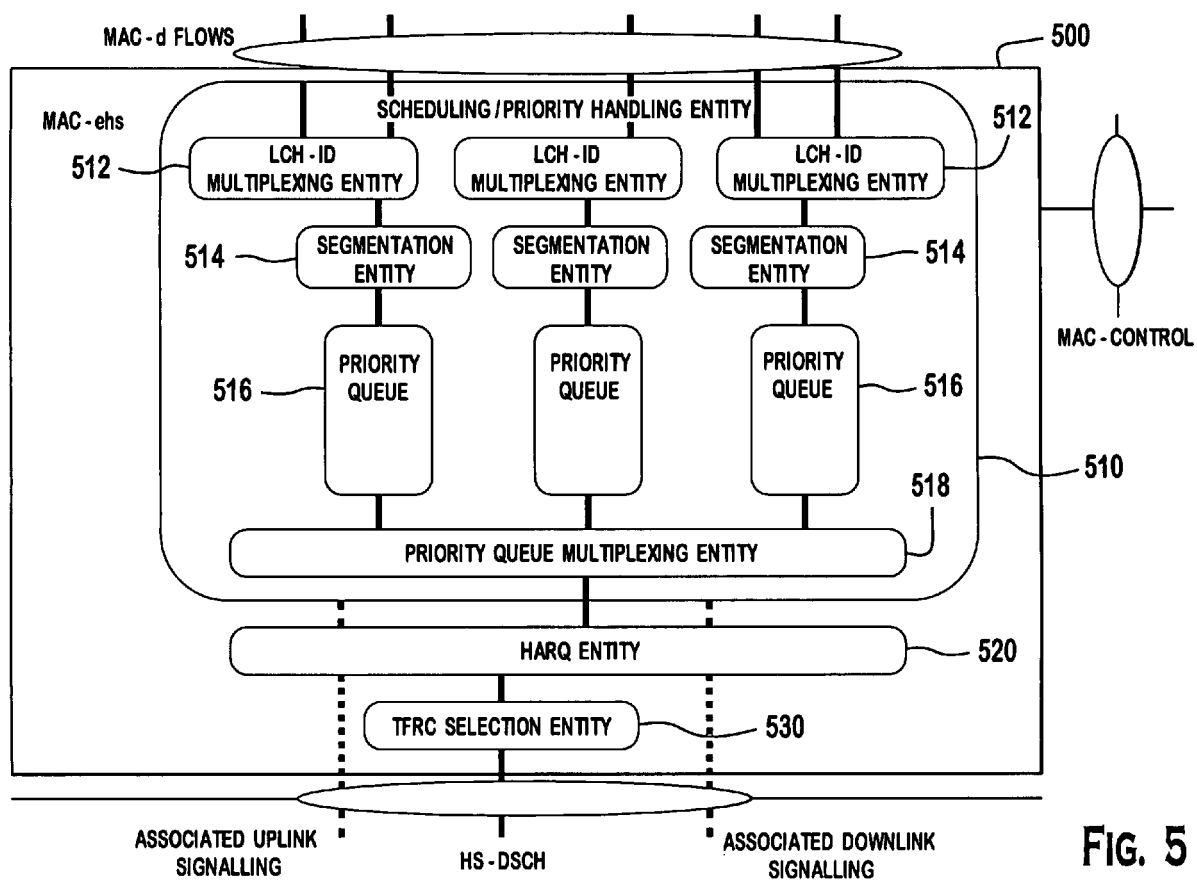 MAC-d FLOWS
500
MAC-ehs
SCHEDULING/PRIORITY HANDLING ENTITY
512
LCH-ID
MULTIPLEXING ENTITY
LCH-ID
MULTIPLEXING ENTITY
LCH-ID
MULTIPLEXING ENTITY
512
514
SEGMENTATION
ENTITY
SEGMENTATION
ENTITY
SEGMENTATION
ENTITY
514
MAC-CONTROL
516
PRIORITY
QUEUE
PRIORITY
QUEUE
PRIORITY
QUEUE
516
510
518
PRIORITY QUEUE MULTIPLEXING ENTITY
HARQ ENTITY
520
TFRC SELECTION ENTITY
530
ASSOCIATED UPLINK
SIGNALLING
HS-DSCH
ASSOCIATED DOWNLINK
SIGNALLING
FIG. 5